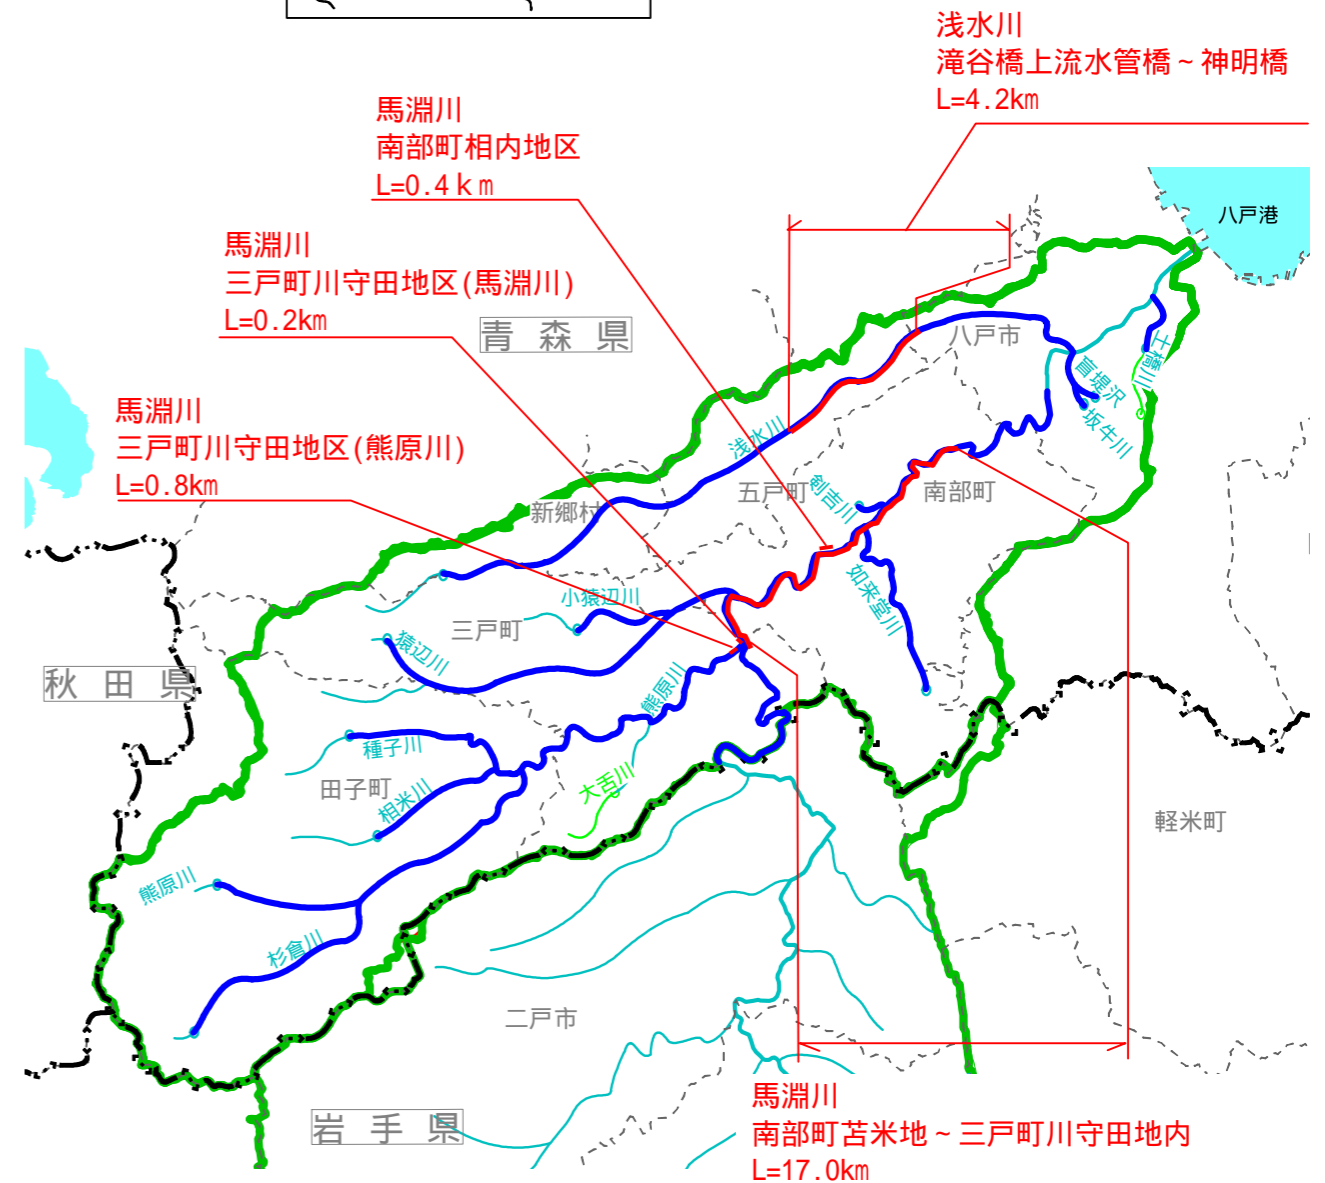 浅水川
滝谷橋上流水管橋~神明橋
L=4.2km
馬淵川
南部町相内地区
L=0.4km
八戸港
馬淵川
三戸町川守田地区(馬淵川)
L=0.2km
青森県
八戸市
土橋川
盲堤沢
坂牛川
馬淵川
三戸町川守田地区(熊原川)
L=0.8km
浅水川
五戸町
剣吉川
南部町
新郷村
如来堂川
小猿辺川
三戸町
猿辺川
秋田県
熊原川
種子川
田子町
相米川
大舌川
軽米町
熊原川
杉倉川
二戸市
岩手県
馬淵川
南部町苫米地~三戸町川守田地内
L=17.0km